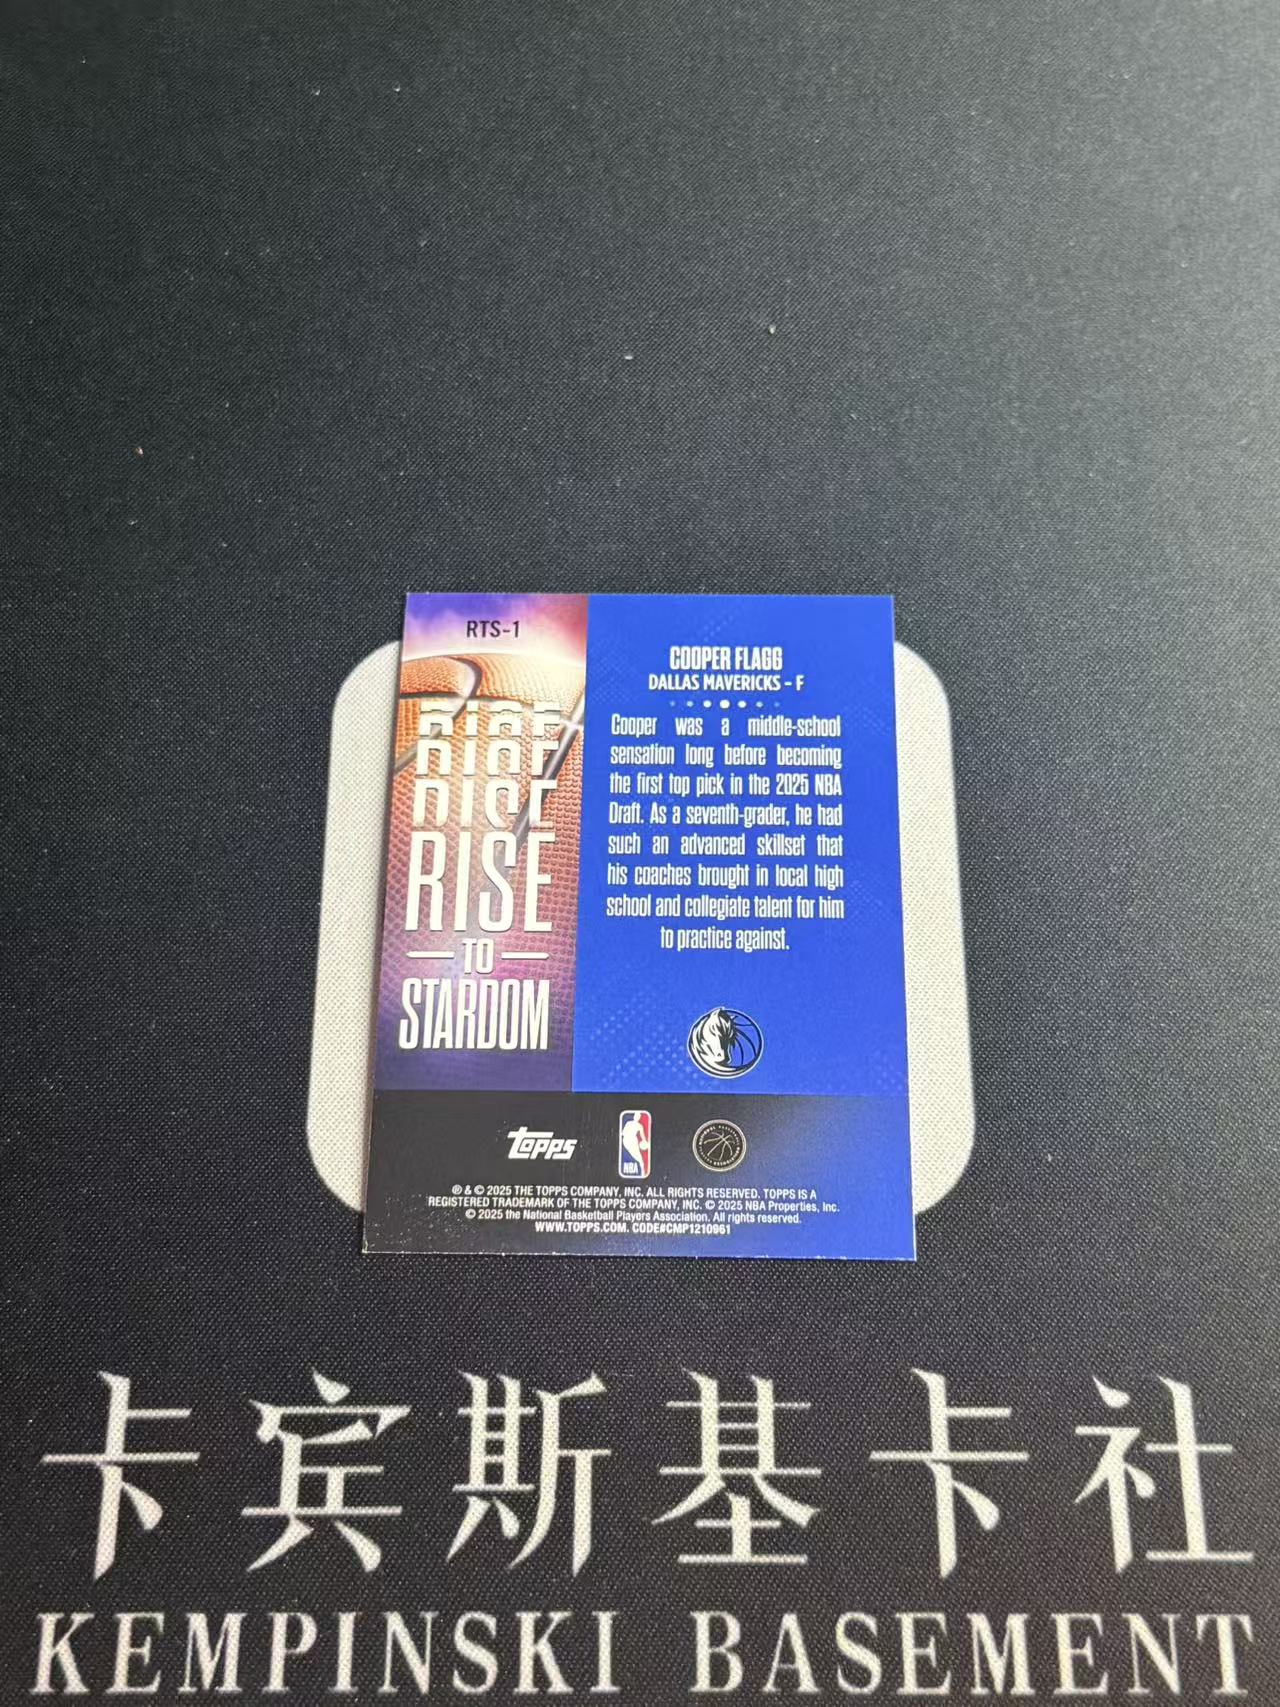 RTS-1
RISE
RISE
RISE
RISE
TO
STARDOM
COOPER FLAGG
DALLAS MAVERICKS - F
Cooper was a middle-school
sensation long before becoming
the first top pick in the 2025 NBA
Draft. As a seventh-grader, he had
such an advanced skillset that
his coaches brought in local high
school and collegiate talent for him
to practice against.
topps
NBA
® & © 2025 THE TOPPS COMPANY, INC. ALL RIGHTS RESERVED. TOPPS IS A
REGISTERED TRADEMARK OF THE TOPPS COMPANY, INC. © 2025 NBA Properties, Inc.
© 2025 the National Basketball Players Association. All rights reserved.
WWW.TOPPS.COM. CODE#CMP1210961
卡宾斯基卡社
KEMPINSKI BASEMENT